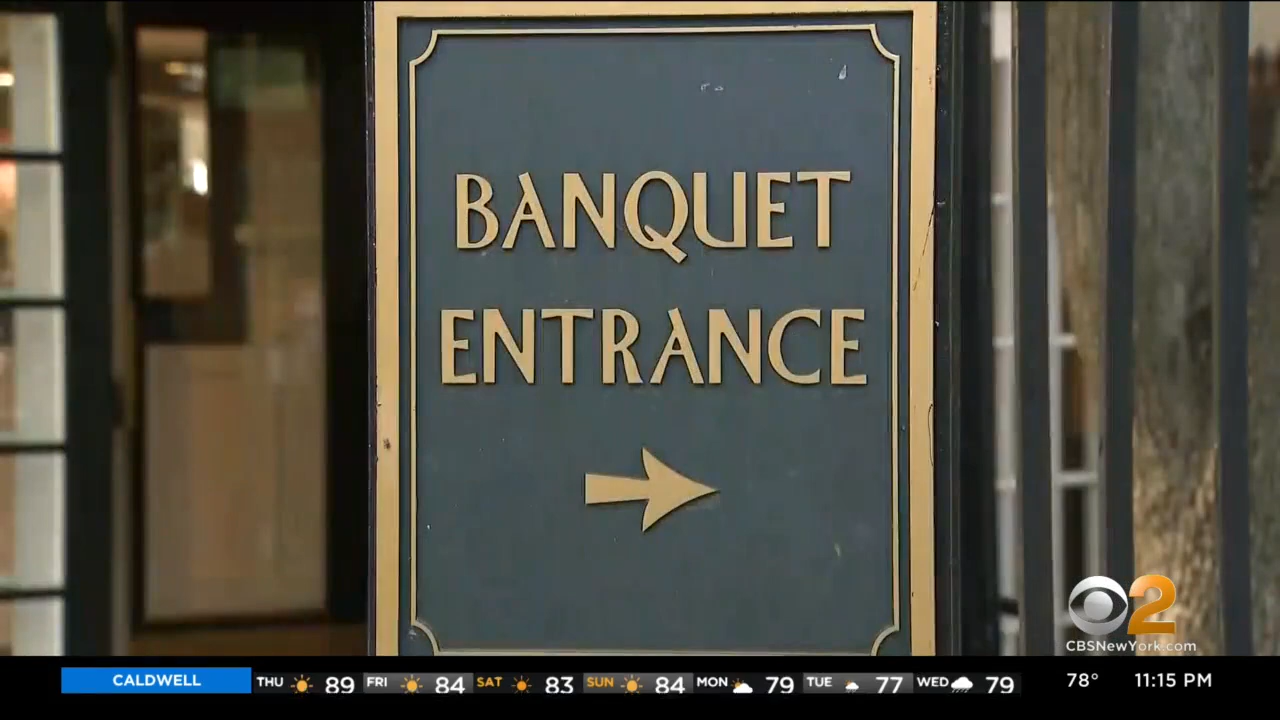 BANQUET
ENTRANCE
2
CBSNewYork.com
CALDWELL THU 89 FRI 84 SAT 83 SUN 84 MON 79 TUE 77 WED 79 78° 11:15 PM